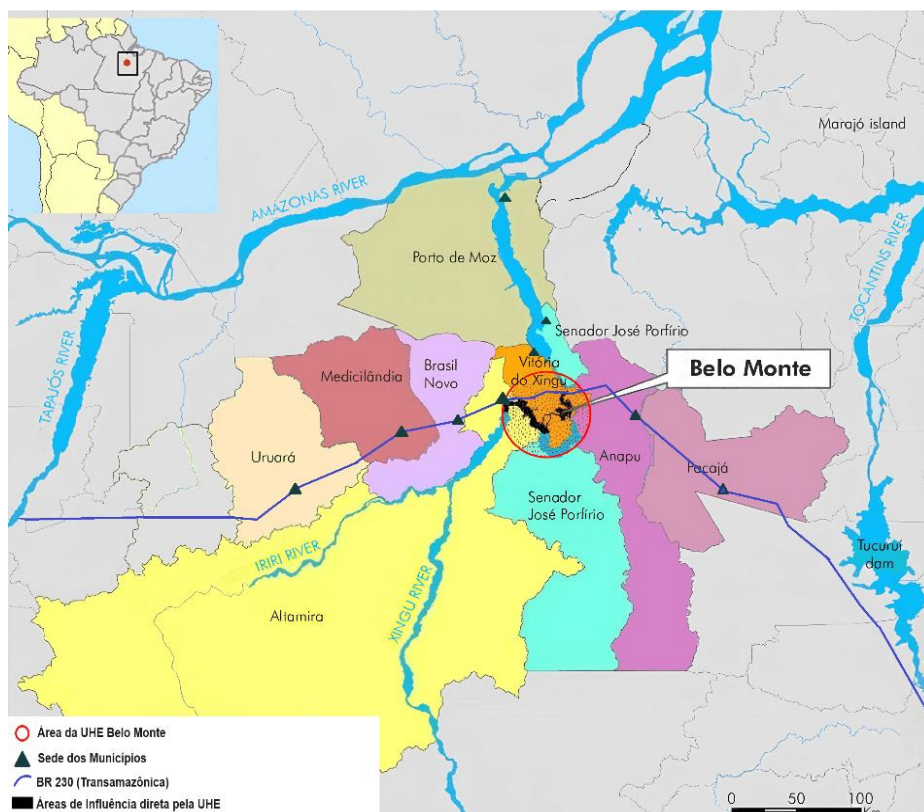 Marajó island
AMAZONAS RIVER
TOCANTINS RIVER
Porto de Moz
TAPAJÓS RIVER
Senador José Porfírio
Brasil
Novo
Vitória
do Xingu
Medicilândia
Belo Monte
Uruará
Anapu
Pacajá
Senador
José Porfírio
Tucuruí
dam
IRIRI RIVER
XINGU RIVER
Altamira
Área da UHE Belo Monte
Sede dos Municípios
BR 230 (Transamazônica)
Áreas de Influência direta pela UHE
0 50 100
Km